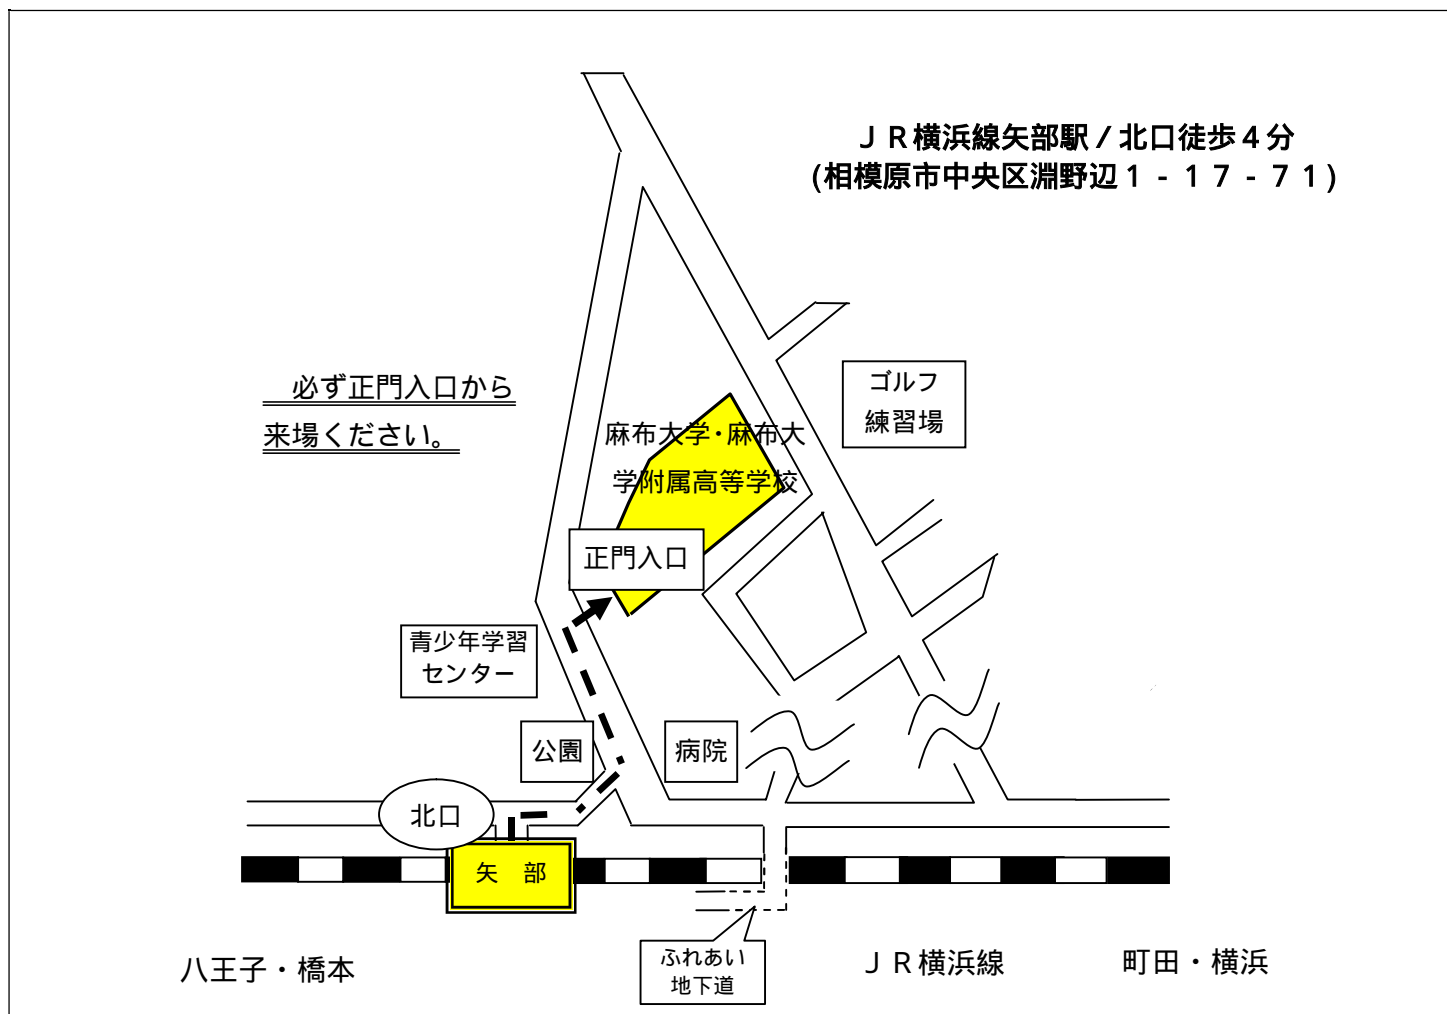 ＪＲ横浜線矢部駅／北口徒歩４分
(相模原市中央区淵野辺１‐１７‐７１)
必ず正門入口から
来場ください。
ゴルフ
練習場
麻布大学・麻布大
学附属高等学校
正門入口
青少年学習
センター
公園
病院
北口
矢　部
ふれあい
地下道
八王子・橋本
ＪＲ横浜線
町田・横浜